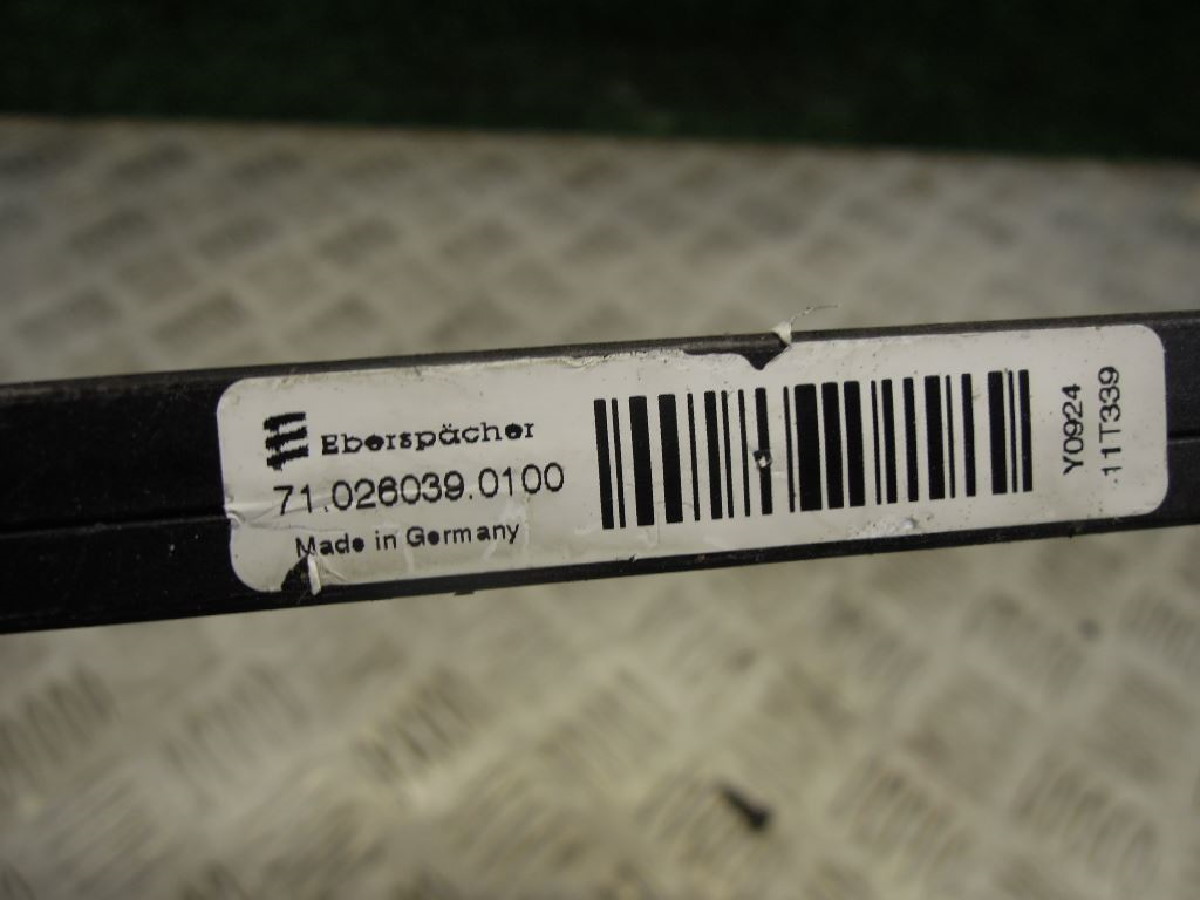 Eberspächer
71.026039.0100
Made in Germany
Y0924
11T339